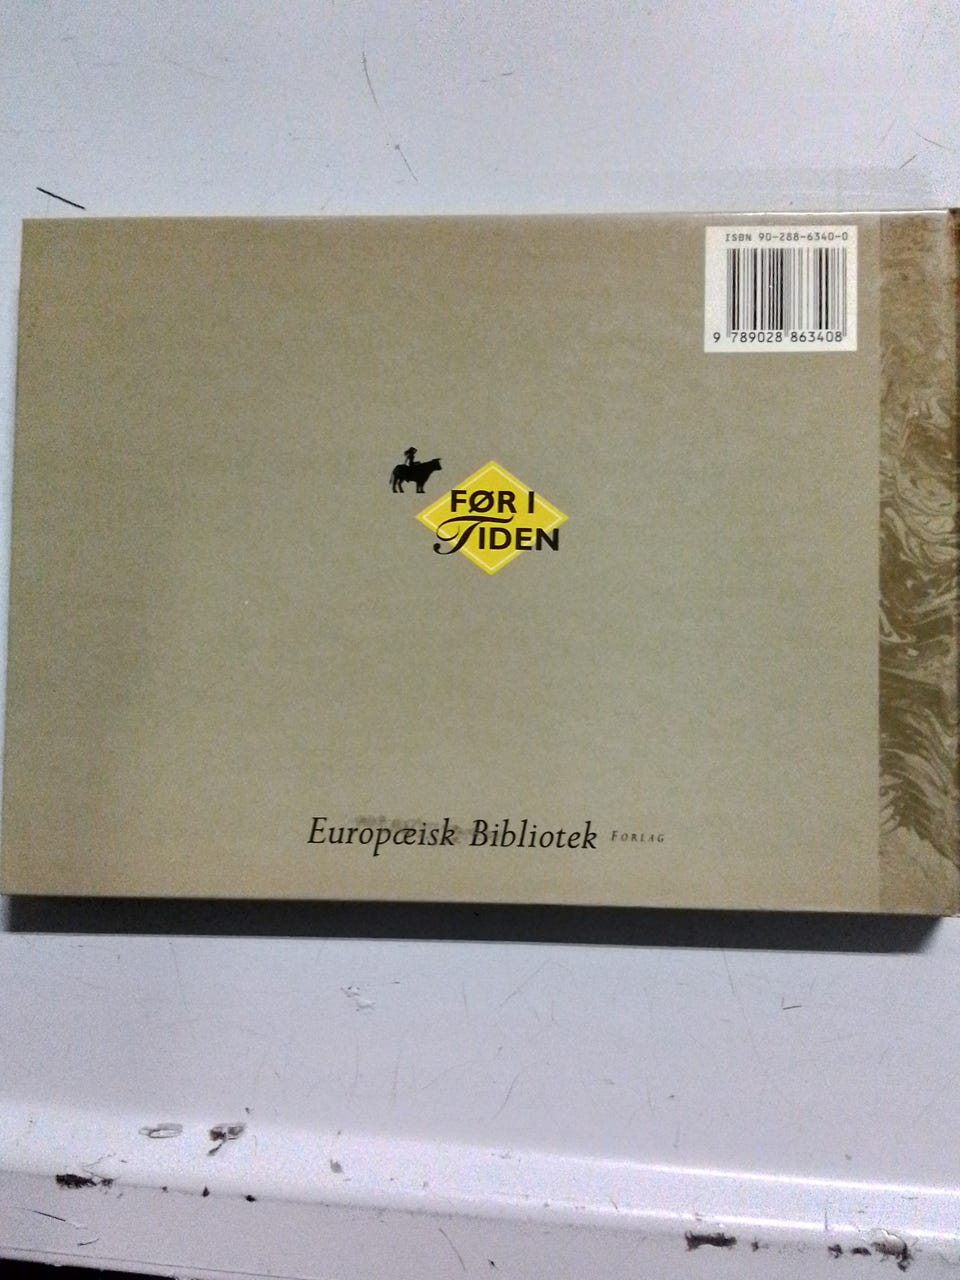 ISBN 90-288-6340-0
9 789028 863408
FØR I
TIDEN
Europæisk Bibliotek FORLAG